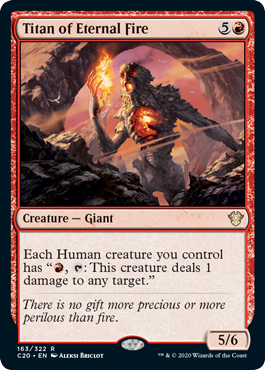 Titan of Eternal Fire 5
Creature — Giant
Each Human creature you control
has “, : This creature deals 1
damage to any target.”
There is no gift more precious or more
perilous than fire.
5/6
163/322 R
C20 • EN ALEKSI BRICLOT
™ & © 2020 Wizards of the Coast